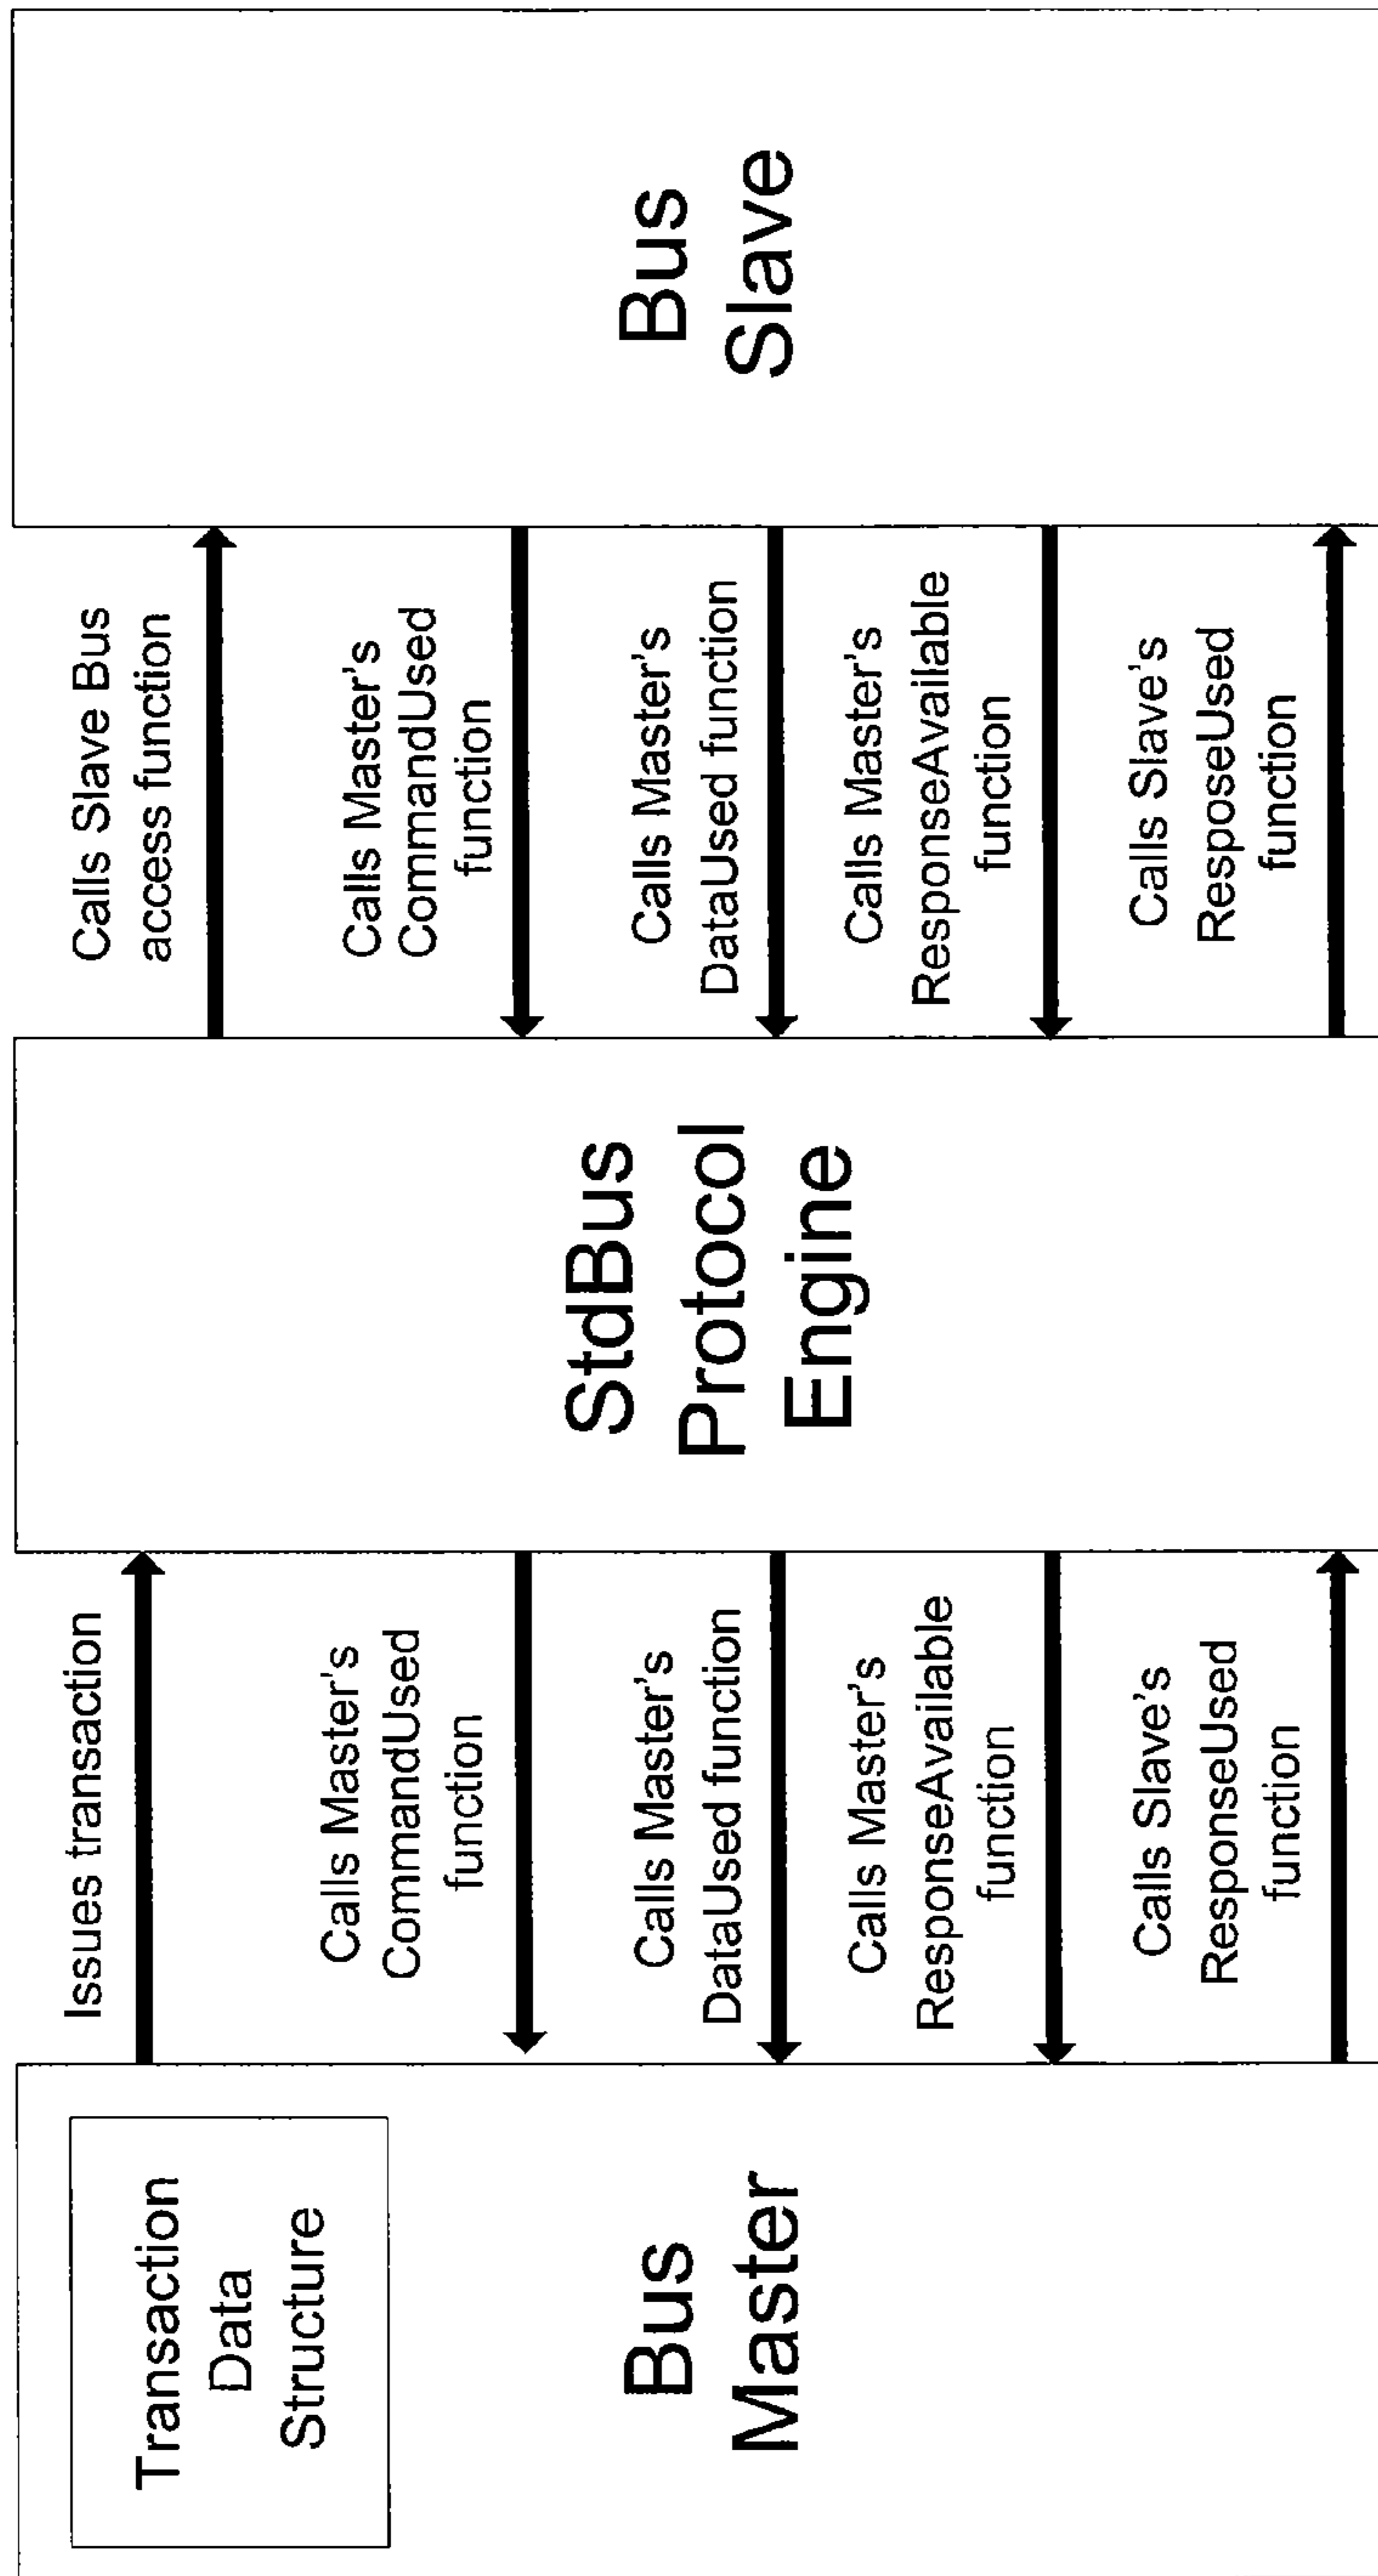 Transaction
Data
Structure
Bus
Master
Issues transaction
Calls Master's
CommandUsed
function
Calls Master's
DataUsed function
Calls Master's
ResponseAvailable
function
Calls Slave's
ResponseUsed
function
StdBus
Protocol
Engine
Calls Slave Bus
access function
Calls Master's
CommandUsed
function
Calls Master's
DataUsed function
Calls Master's
ResponseAvailable
function
Calls Slave's
ResposeUsed
function
Bus
Slave